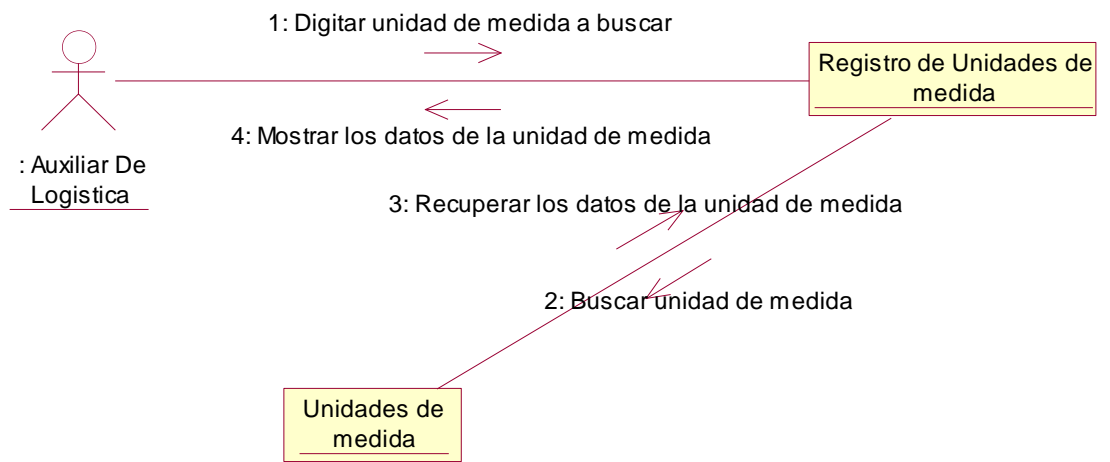 1: Digitar unidad de medida a buscar
Registro de Unidades de
medida
4: Mostrar los datos de la unidad de medida
: Auxiliar De
Logistica
3: Recuperar los datos de la unidad de medida
2: Buscar unidad de medida
Unidades de
medida